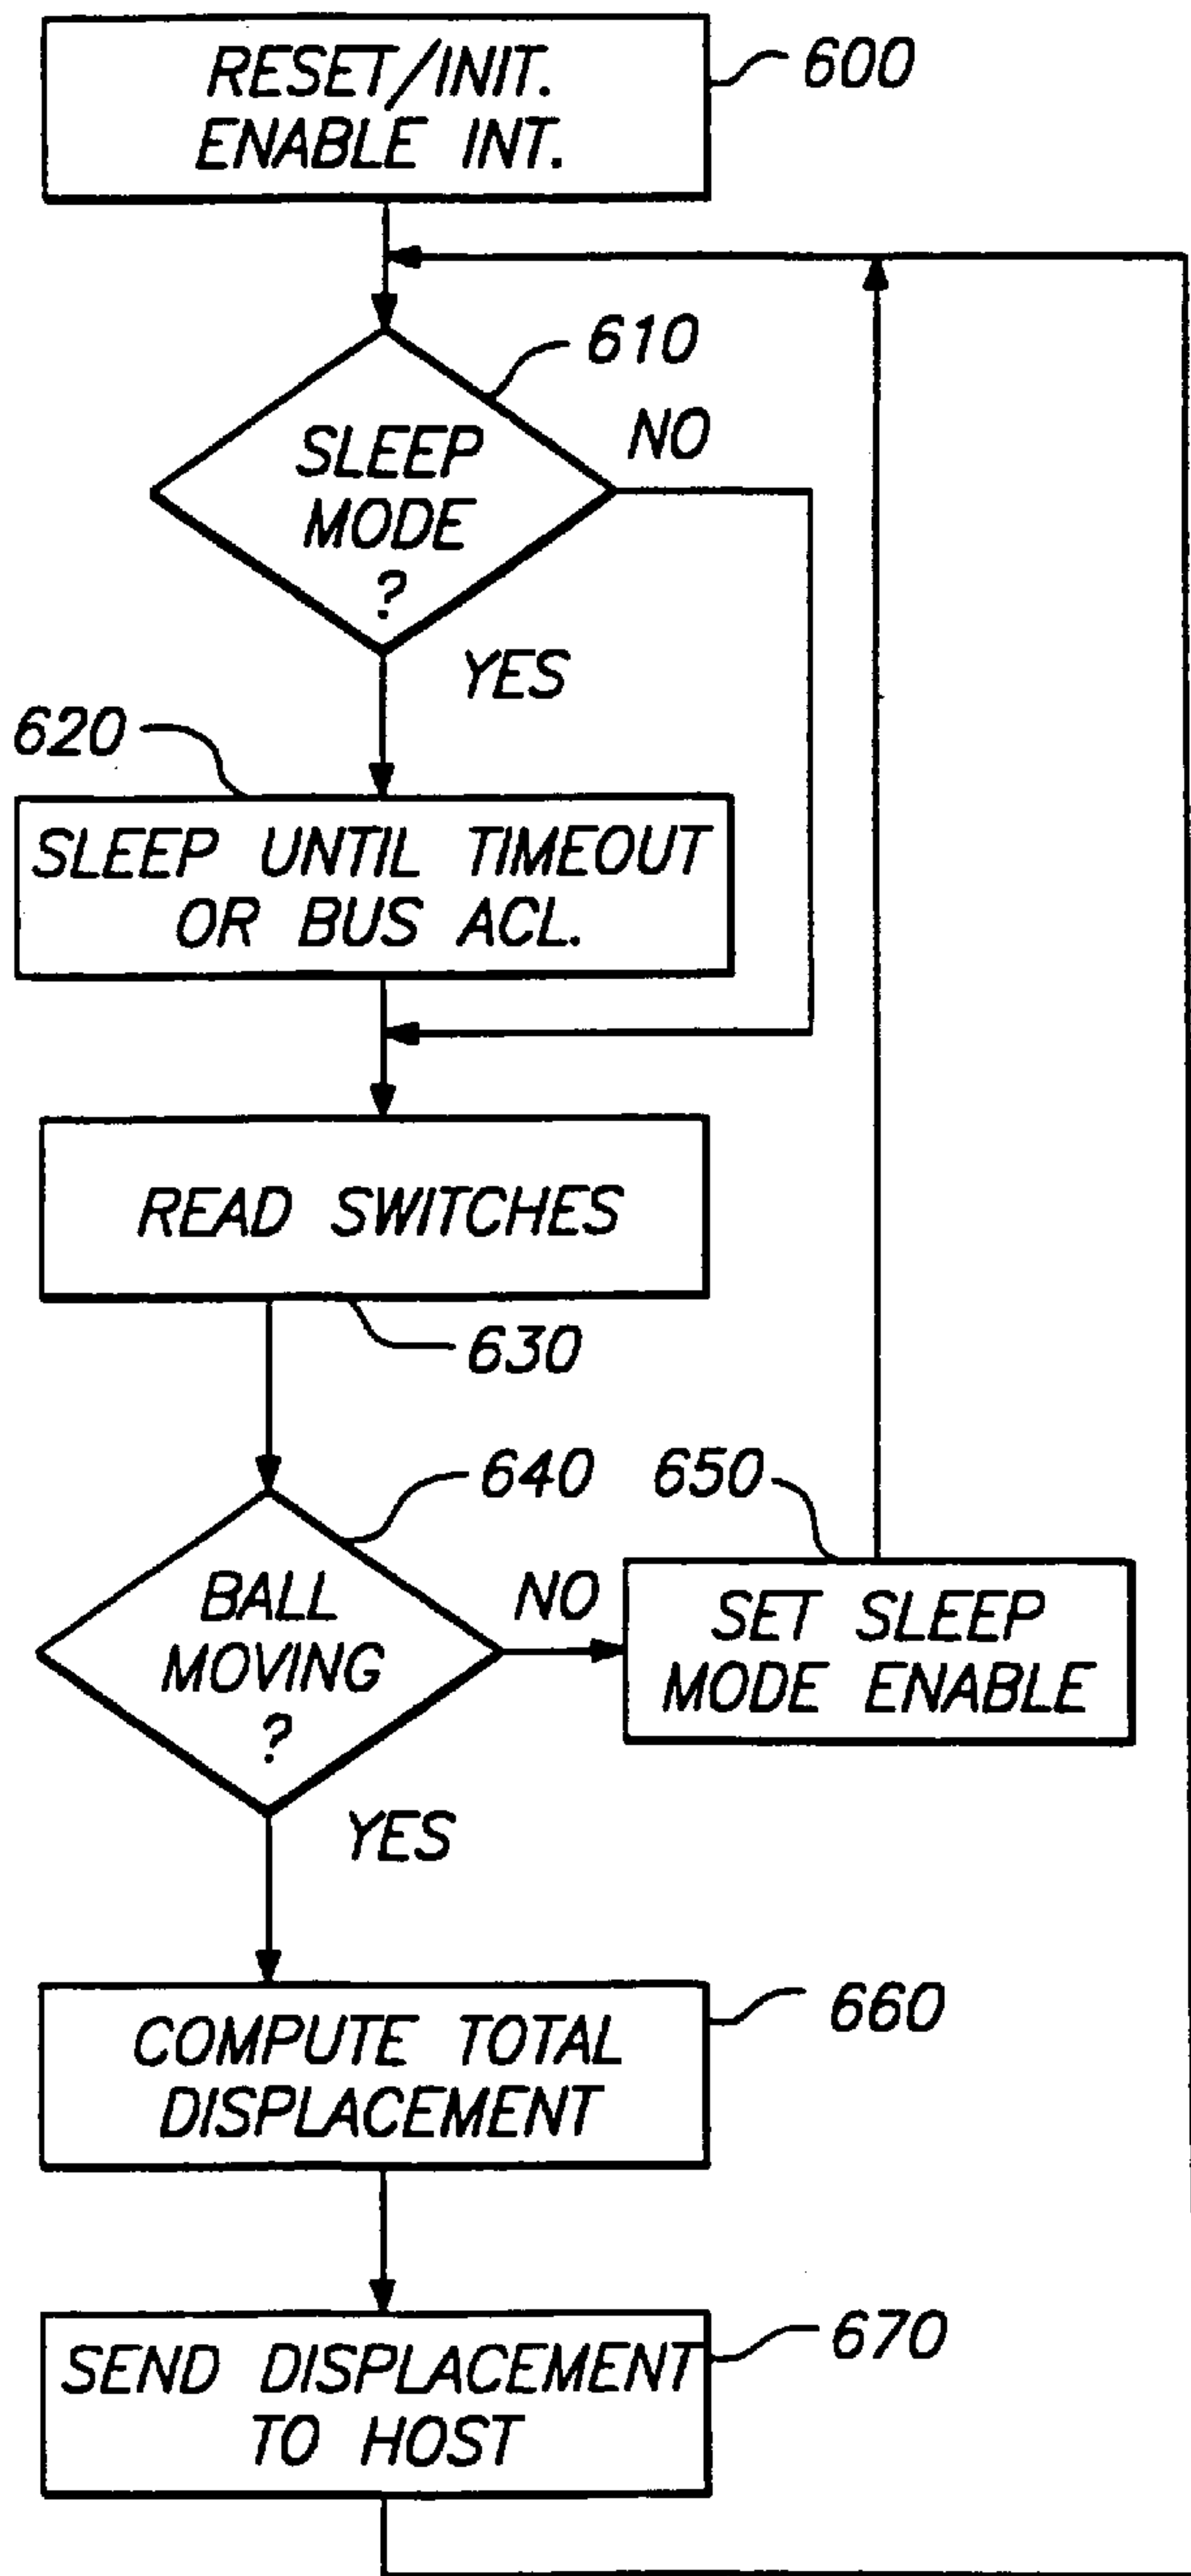 RESET/INIT.
ENABLE INT.
600
610
SLEEP
MODE
?
NO
YES
620
SLEEP UNTIL TIMEOUT
OR BUS ACL.
READ SWITCHES
630
640
BALL
MOVING
?
NO
650
SET SLEEP
MODE ENABLE
YES
COMPUTE TOTAL
DISPLACEMENT
660
SEND DISPLACEMENT
TO HOST
670